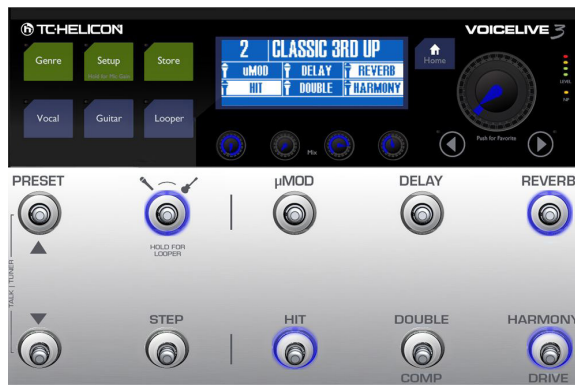 TC·HELICON
VOICELIVE 3
Genre
Setup
Hold for Mic Gain
Store
2 CLASSIC 3RD UP
µMOD DELAY REVERB
HIT DOUBLE HARMONY
Home
LEVEL
Vocal
Guitar
Looper
Mix
Push for Favorite
PRESET
µMOD
DELAY
REVERB
HOLD FOR
LOOPER
TALK | TUNER
STEP
HIT
DOUBLE
HARMONY
COMP
DRIVE